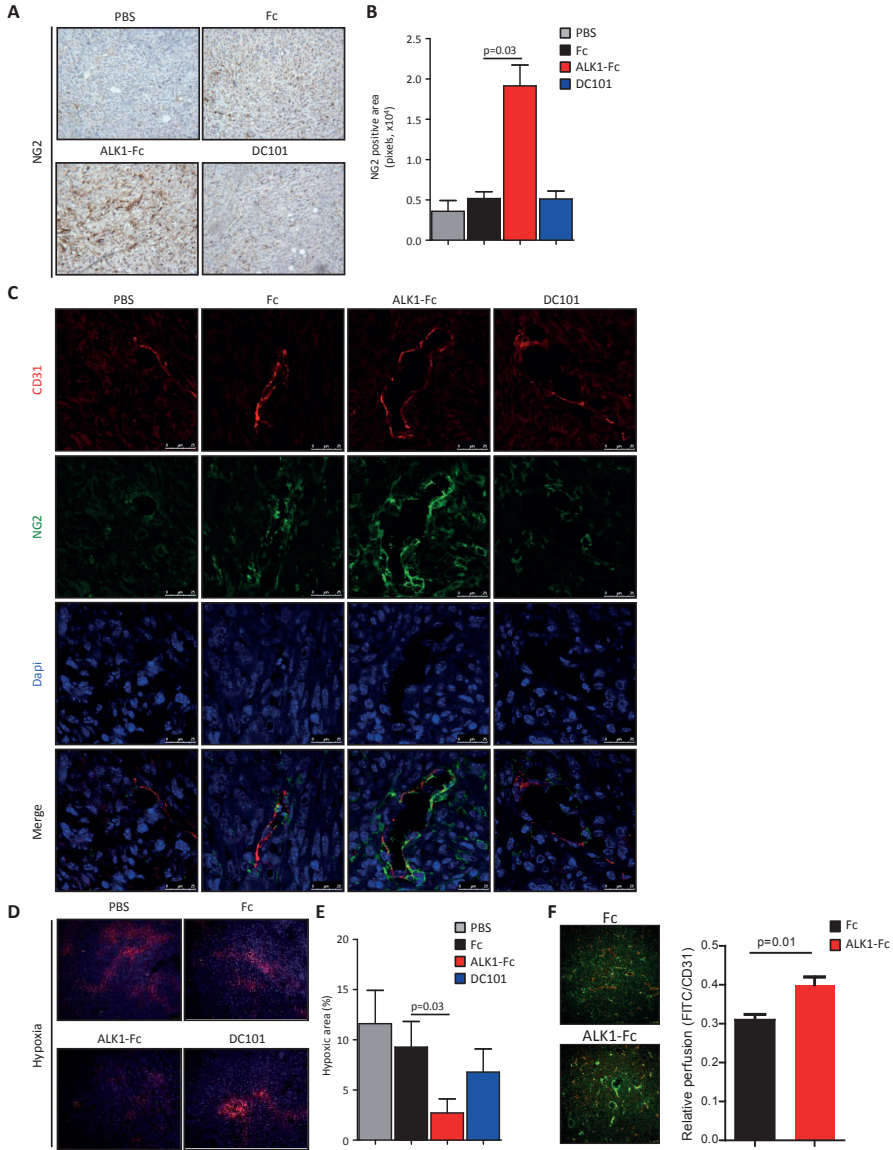 A
PBS
Fc
NG2
ALK1-Fc
DC101
B
PBS
Fc
ALK1-Fc
DC101
p=0.03
NG2 positive area
(pixels, x10⁴)
2.5
2.0
1.5
1.0
0.5
0.0
C
PBS
Fc
ALK1-Fc
DC101
CD31
NG2
Dapi
Merge
D
PBS
Fc
Hypoxia
ALK1-Fc
DC101
E
PBS
Fc
ALK1-Fc
DC101
p=0.03
Hypoxic area (%)
20
15
10
5
0
F
Fc
ALK1-Fc
Fc
ALK1-Fc
p=0.01
Relative perfusion (FITC/CD31)
0.5
0.4
0.3
0.2
0.1
0.0